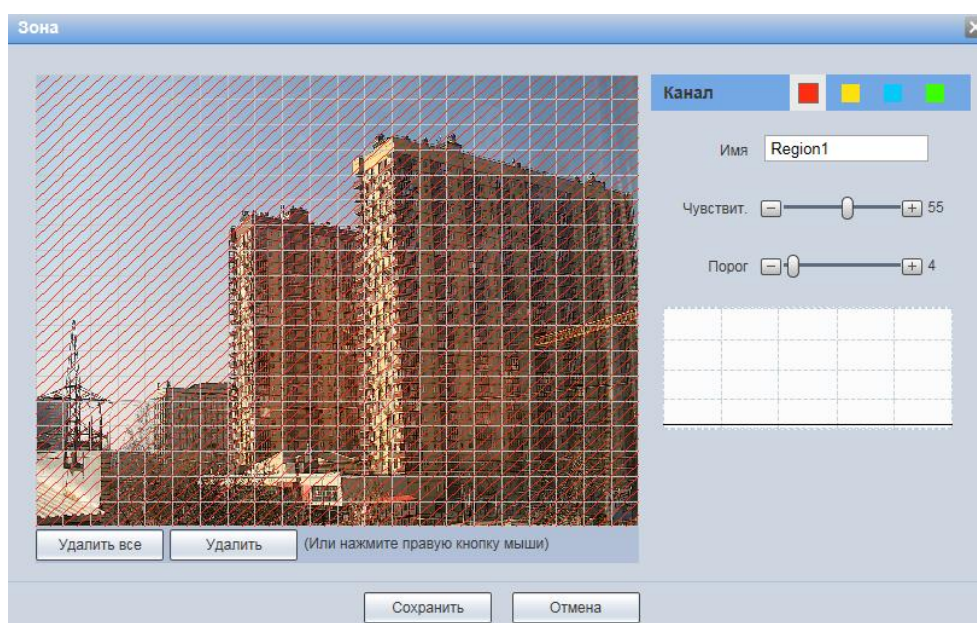 Зона
Канал
Имя Region1
Чувствит. 55
Порог 4
Удалить все Удалить (Или нажмите правую кнопку мыши)
Сохранить Отмена